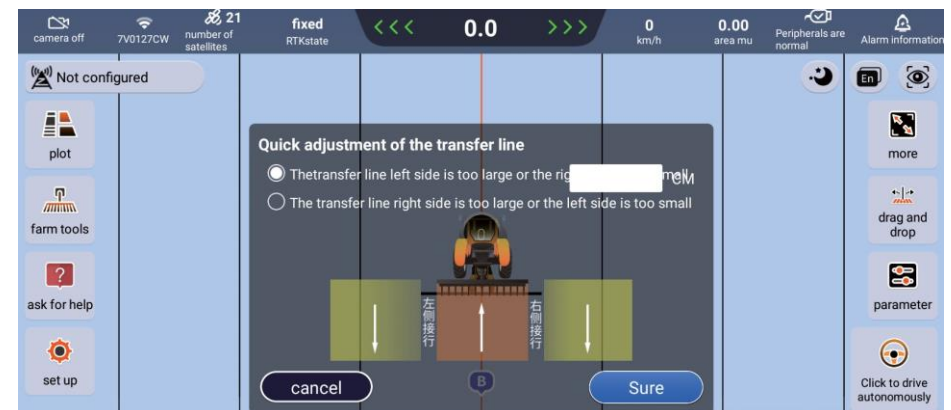 camera off
7V0127CW
21
number of
satellites
fixed
RTKstate
<<<
0.0
>>>
0
km/h
0.00
area mu
Peripherals are
normal
Alarm information
Not configured
En
plot
farm tools
ask for help
set up
more
drag and
drop
parameter
Click to drive
autonomously
Quick adjustment of the transfer line
Thetransfer line left side is too large or the
CM
The transfer line right side is too large or the left side is too small
左侧接行
右侧接行
cancel
B
Sure